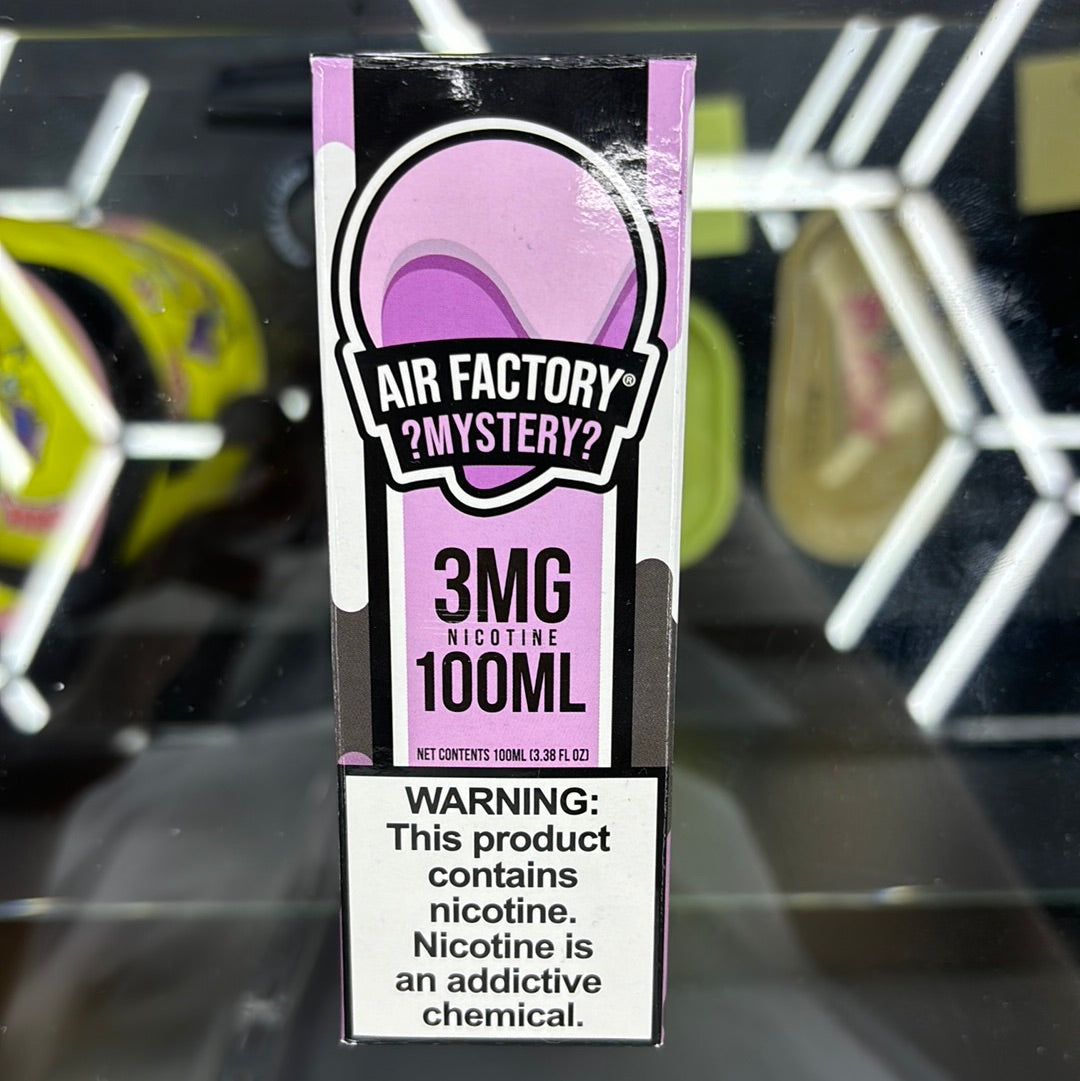 AIR FACTORY®
?MYSTERY?
3MG
NICOTINE
100ML
NET CONTENTS 100ML (3.38 FL OZ)
WARNING:
This product
contains
nicotine.
Nicotine is
an addictive
chemical.